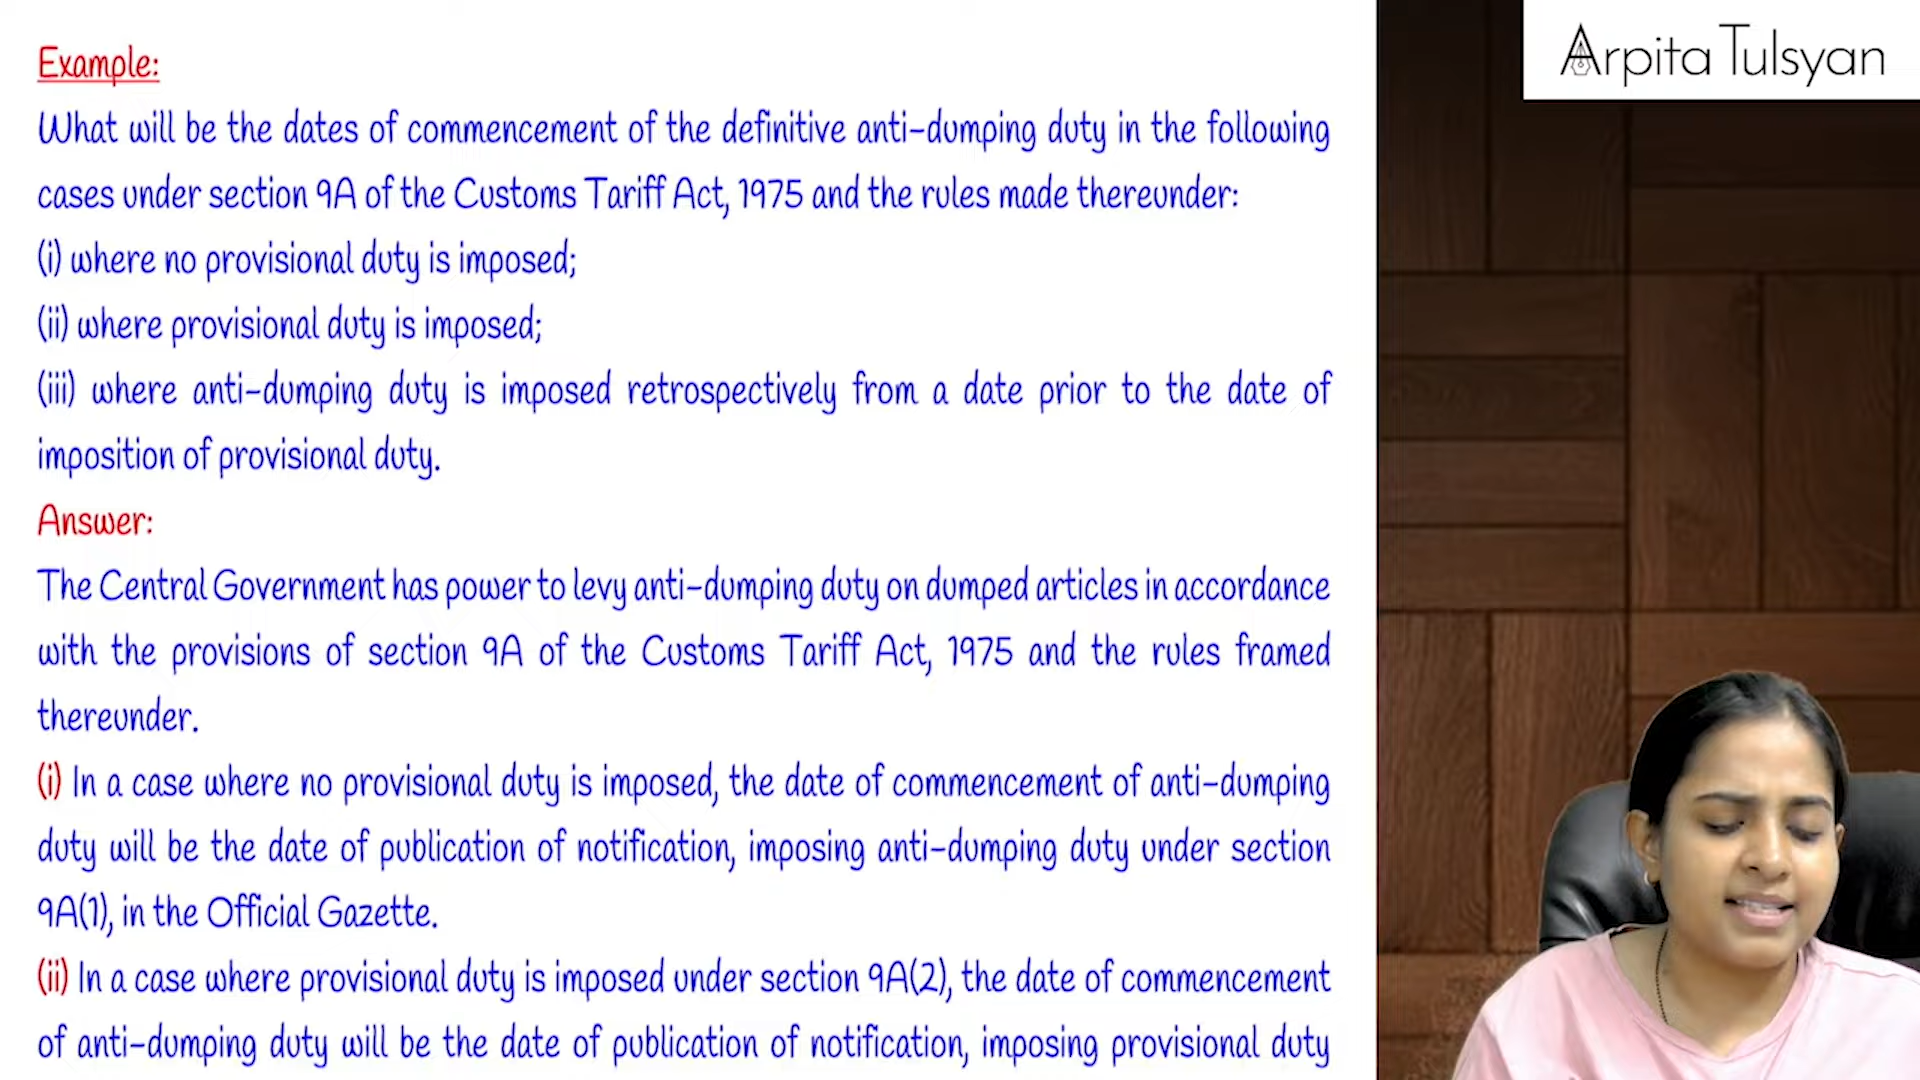 Arpita Tulsyan
Example:
What will be the dates of commencement of the definitive anti-dumping duty in the following
cases under section 9A of the Customs Tariff Act, 1975 and the rules made thereunder:
(i) where no provisional duty is imposed;
(ii) where provisional duty is imposed;
(iii) where anti-dumping duty is imposed retrospectively from a date prior to the date of
imposition of provisional duty.
Answer:
The Central Government has power to levy anti-dumping duty on dumped articles in accordance
with the provisions of section 9A of the Customs Tariff Act, 1975 and the rules framed
thereunder.
(i) In a case where no provisional duty is imposed, the date of commencement of anti-dumping
duty will be the date of publication of notification, imposing anti-dumping duty under section
9A(1), in the Official Gazette.
(ii) In a case where provisional duty is imposed under section 9A(2), the date of commencement
of anti-dumping duty will be the date of publication of notification, imposing provisional duty